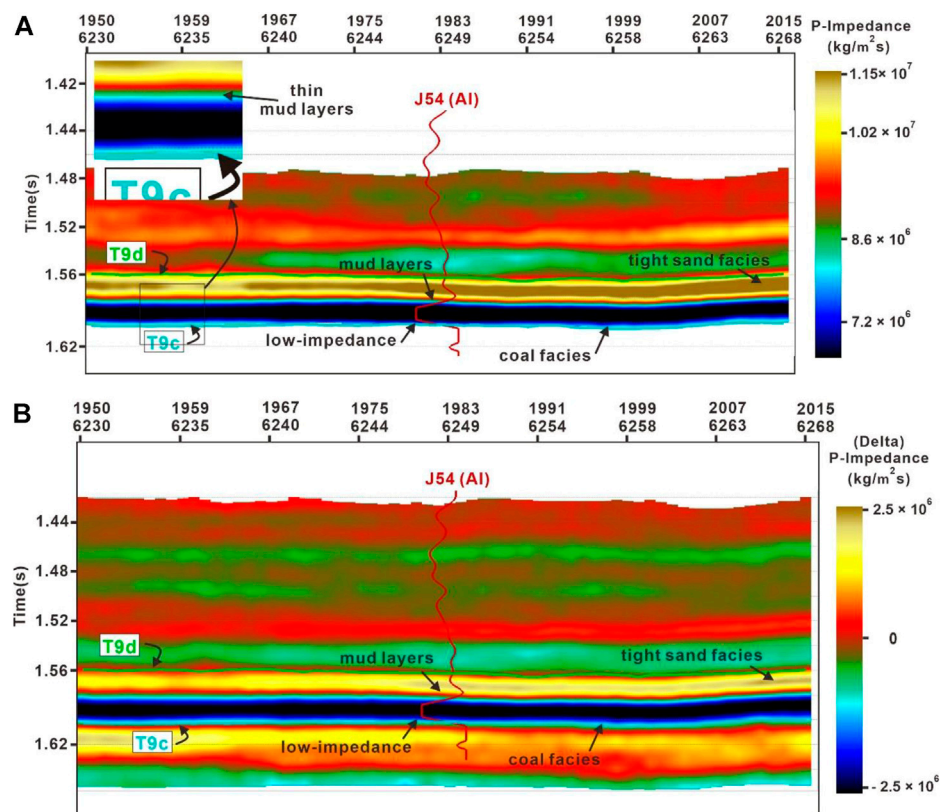 A
1950 1959 1967 1975 1983 1991 1999 2007 2015
6230 6235 6240 6244 6249 6254 6258 6263 6268
P-Impedance
(kg/m²s)
1.15× 10⁷
1.02× 10⁷
8.6 × 10⁶
7.2 × 10⁶
Time(s)
1.42
1.44
1.48
1.52
1.56
1.62
thin
mud layers
J54 (AI)
T9c
T9d
mud layers
tight sand facies
T9c
low-impedance
coal facies
B
1950 1959 1967 1975 1983 1991 1999 2007 2015
6230 6235 6240 6244 6249 6254 6258 6263 6268
(Delta)
P-Impedance
(kg/m²s)
2.5 × 10⁶
0
- 2.5 × 10⁶
Time(s)
1.44
1.48
1.52
1.56
1.62
J54 (AI)
T9d
mud layers
tight sand facies
T9c
low-impedance
coal facies